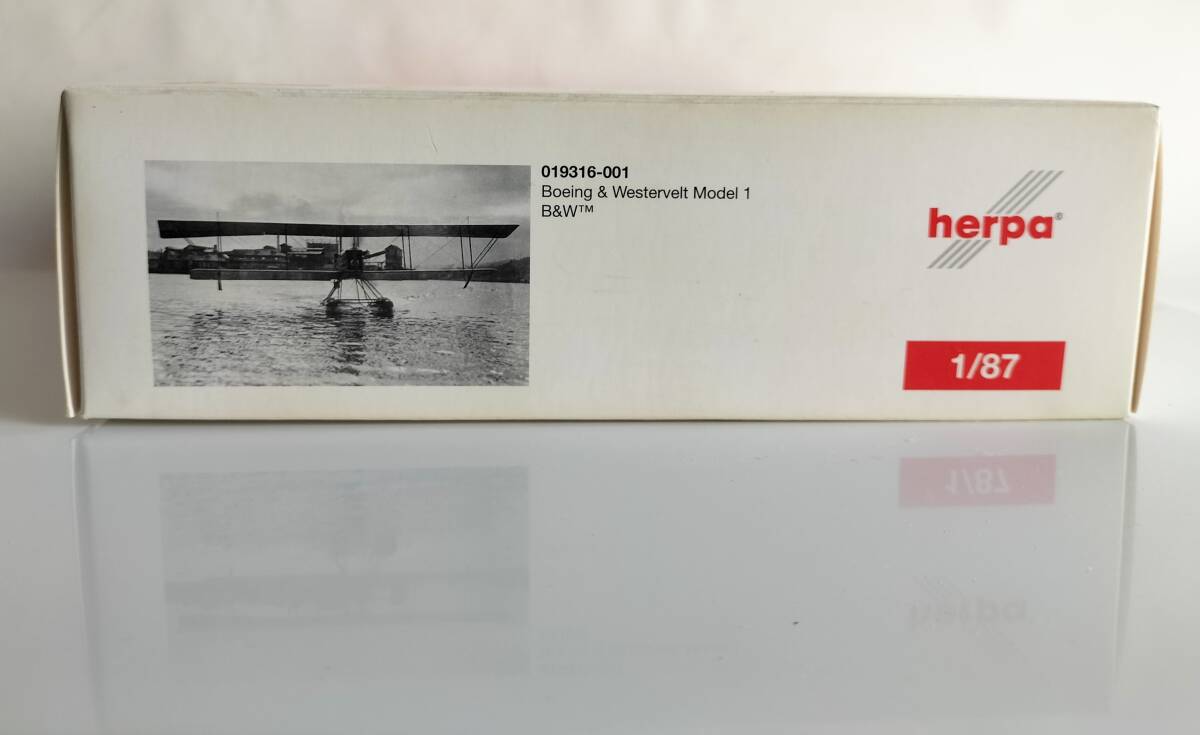 019316-001
Boeing & Westervelt Model 1
B&W™
herpa®
1/87